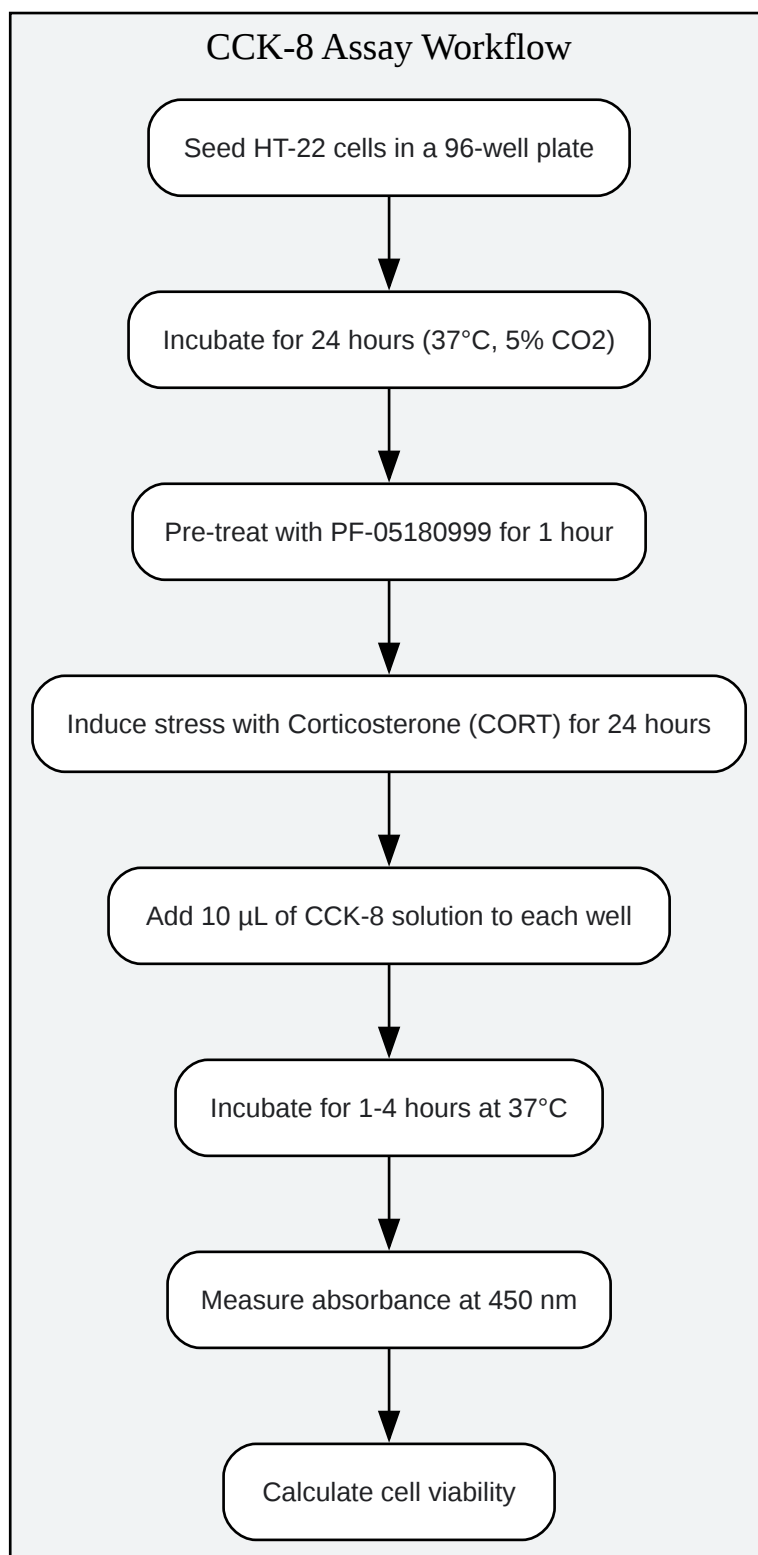 CCK-8 Assay Workflow
Seed HT-22 cells in a 96-well plate
Incubate for 24 hours (37°C, 5% CO2)
Pre-treat with PF-05180999 for 1 hour
Induce stress with Corticosterone (CORT) for 24 hours
Add 10 µL of CCK-8 solution to each well
Incubate for 1-4 hours at 37°C
Measure absorbance at 450 nm
Calculate cell viability